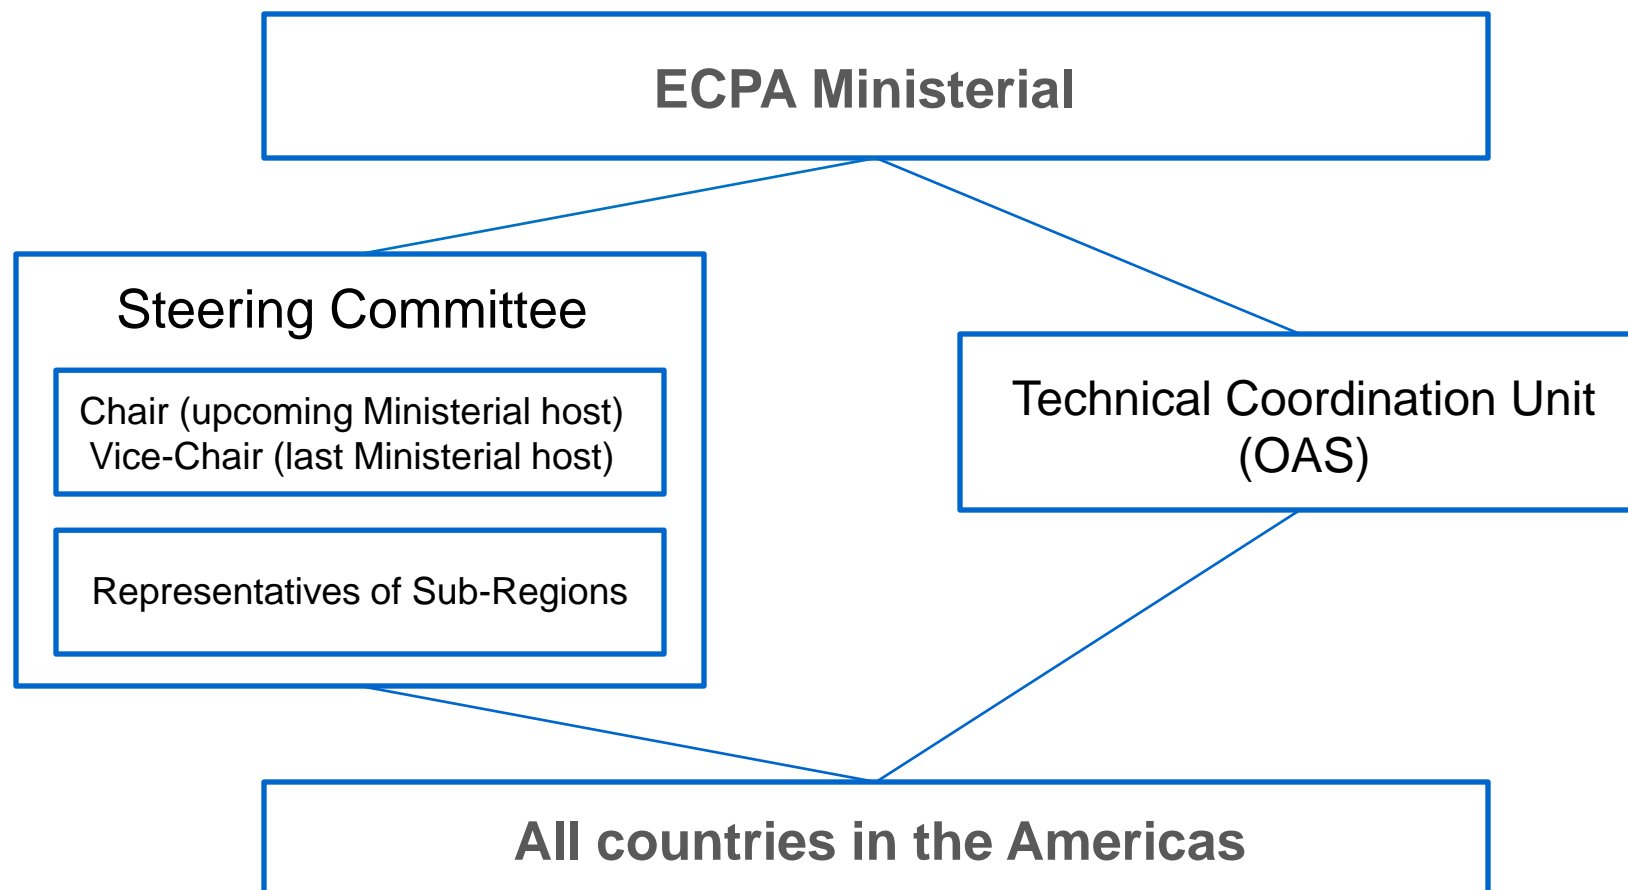 ECPA Ministerial
Steering Committee
Chair (upcoming Ministerial host)
Vice-Chair (last Ministerial host)
Representatives of Sub-Regions
Technical Coordination Unit
(OAS)
All countries in the Americas